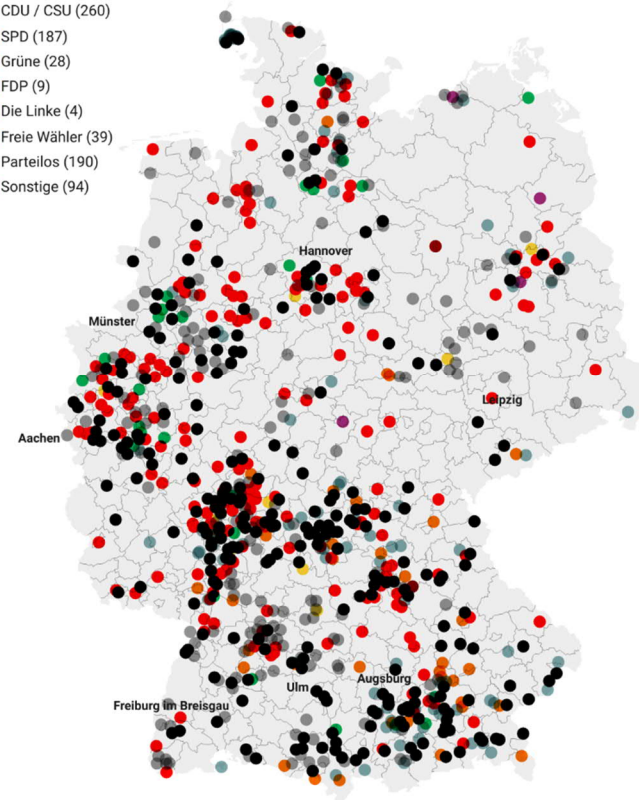 CDU / CSU (260)
SPD (187)
Grüne (28)
FDP (9)
Die Linke (4)
Freie Wähler (39)
Parteilos (190)
Sonstige (94)
Hannover
Münster
Leipzig
Aachen
Ulm
Augsburg
Freiburg im Breisgau